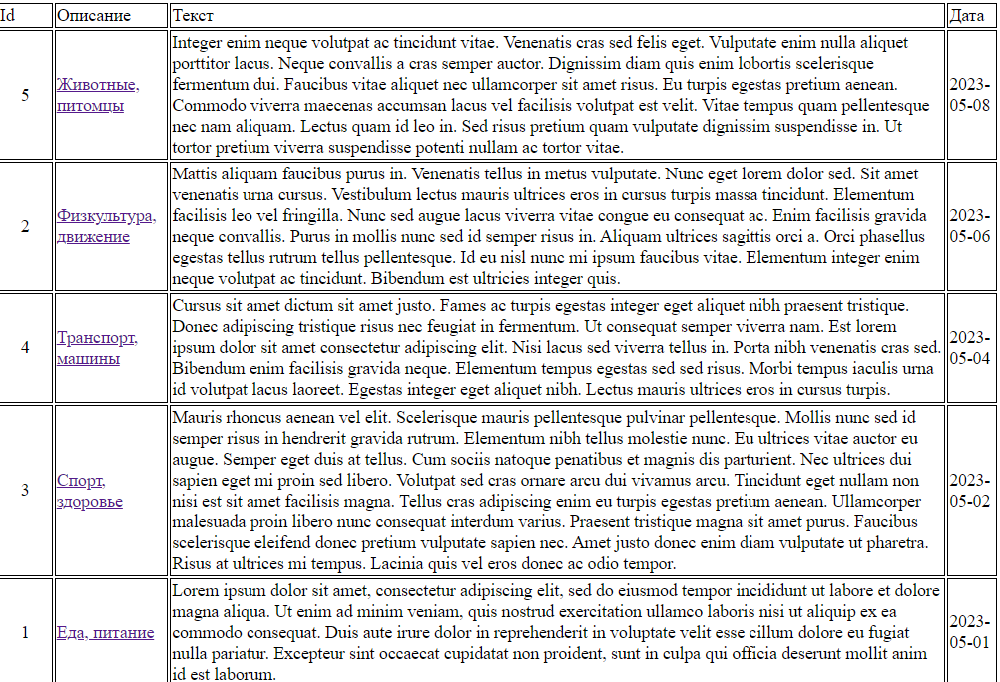 Id Описание Текст Дата
5
Животные,
питомцы
Integer enim neque volutpat ac tincidunt vitae. Venenatis cras sed felis eget. Vulputate enim nulla aliquet
porttitor lacus. Neque convallis a cras semper auctor. Dignissim diam quis enim lobortis scelerisque
fermentum dui. Faucibus vitae aliquet nec ullamcorper sit amet risus. Eu turpis egestas pretium aenean.
Commodo viverra maecenas accumsan lacus vel facilisis volutpat est velit. Vitae tempus quam pellentesque
nec nam aliquam. Lectus quam id leo in. Sed risus pretium quam vulputate dignissim suspendisse in. Ut
tortor pretium viverra suspendisse potenti nullam ac tortor vitae.
2023-
05-08
2
Физкультура,
движение
Mattis aliquam faucibus purus in. Venenatis tellus in metus vulputate. Nunc eget lorem dolor sed. Sit amet
venenatis urna cursus. Vestibulum lectus mauris ultrices eros in cursus turpis massa tincidunt. Elementum
facilisis leo vel fringilla. Nunc sed augue lacus viverra vitae congue eu consequat ac. Enim facilisis gravida
neque convallis. Purus in mollis nunc sed id semper risus in. Aliquam ultrices sagittis orci a. Orci phasellus
egestas tellus rutrum tellus pellentesque. Id eu nisl nunc mi ipsum faucibus vitae. Elementum integer enim
neque volutpat ac tincidunt. Bibendum est ultricies integer quis.
2023-
05-06
4
Транспорт,
машины
Cursus sit amet dictum sit amet justo. Fames ac turpis egestas integer eget aliquet nibh praesent tristique.
Donec adipiscing tristique risus nec feugiat in fermentum. Ut consequat semper viverra nam. Est lorem
ipsum dolor sit amet consectetur adipiscing elit. Nisi lacus sed viverra tellus in. Porta nibh venenatis cras sed.
Bibendum enim facilisis gravida neque. Elementum tempus egestas sed sed risus. Morbi tempus iaculis urna
id volutpat lacus laoreet. Egestas integer eget aliquet nibh. Lectus mauris ultrices eros in cursus turpis.
2023-
05-04
3
Спорт,
здоровье
Mauris rhoncus aenean vel elit. Scelerisque mauris pellentesque pulvinar pellentesque. Mollis nunc sed id
semper risus in hendrerit gravida rutrum. Elementum nibh tellus molestie nunc. Eu ultrices vitae auctor eu
augue. Semper eget duis at tellus. Cum sociis natoque penatibus et magnis dis parturient. Nec ultrices dui
sapien eget mi proin sed libero. Volutpat sed cras ornare arcu dui vivamus arcu. Tincidunt eget nullam non
nisi est sit amet facilisis magna. Tellus cras adipiscing enim eu turpis egestas pretium aenean. Ullamcorper
malesuada proin libero nunc consequat interdum varius. Praesent tristique magna sit amet purus. Faucibus
scelerisque eleifend donec pretium vulputate sapien nec. Amet justo donec enim diam vulputate ut pharetra.
Risus at ultrices mi tempus. Lacinia quis vel eros donec ac odio tempor.
2023-
05-02
1
Еда, питание
Lorem ipsum dolor sit amet, consectetur adipiscing elit, sed do eiusmod tempor incididunt ut labore et dolore
magna aliqua. Ut enim ad minim veniam, quis nostrud exercitation ullamco laboris nisi ut aliquip ex ea
commodo consequat. Duis aute irure dolor in reprehenderit in voluptate velit esse cillum dolore eu fugiat
nulla pariatur. Excepteur sint occaecat cupidatat non proident, sunt in culpa qui officia deserunt mollit anim
id est laborum.
2023-
05-01